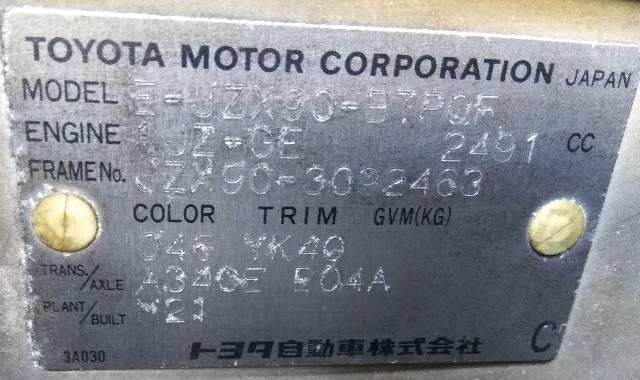 TOYOTA MOTOR CORPORATION JAPAN
MODEL E-JZX90-BTPQF
ENGINE 1JZ-GE 2491 CC
FRAME No. JZX90-3092463
COLOR TRIM GVM(KG)
046 YK40
TRANS./AXLE A340E B04A
PLANT/BUILT M21
3A030 トヨタ自動車株式会社 C